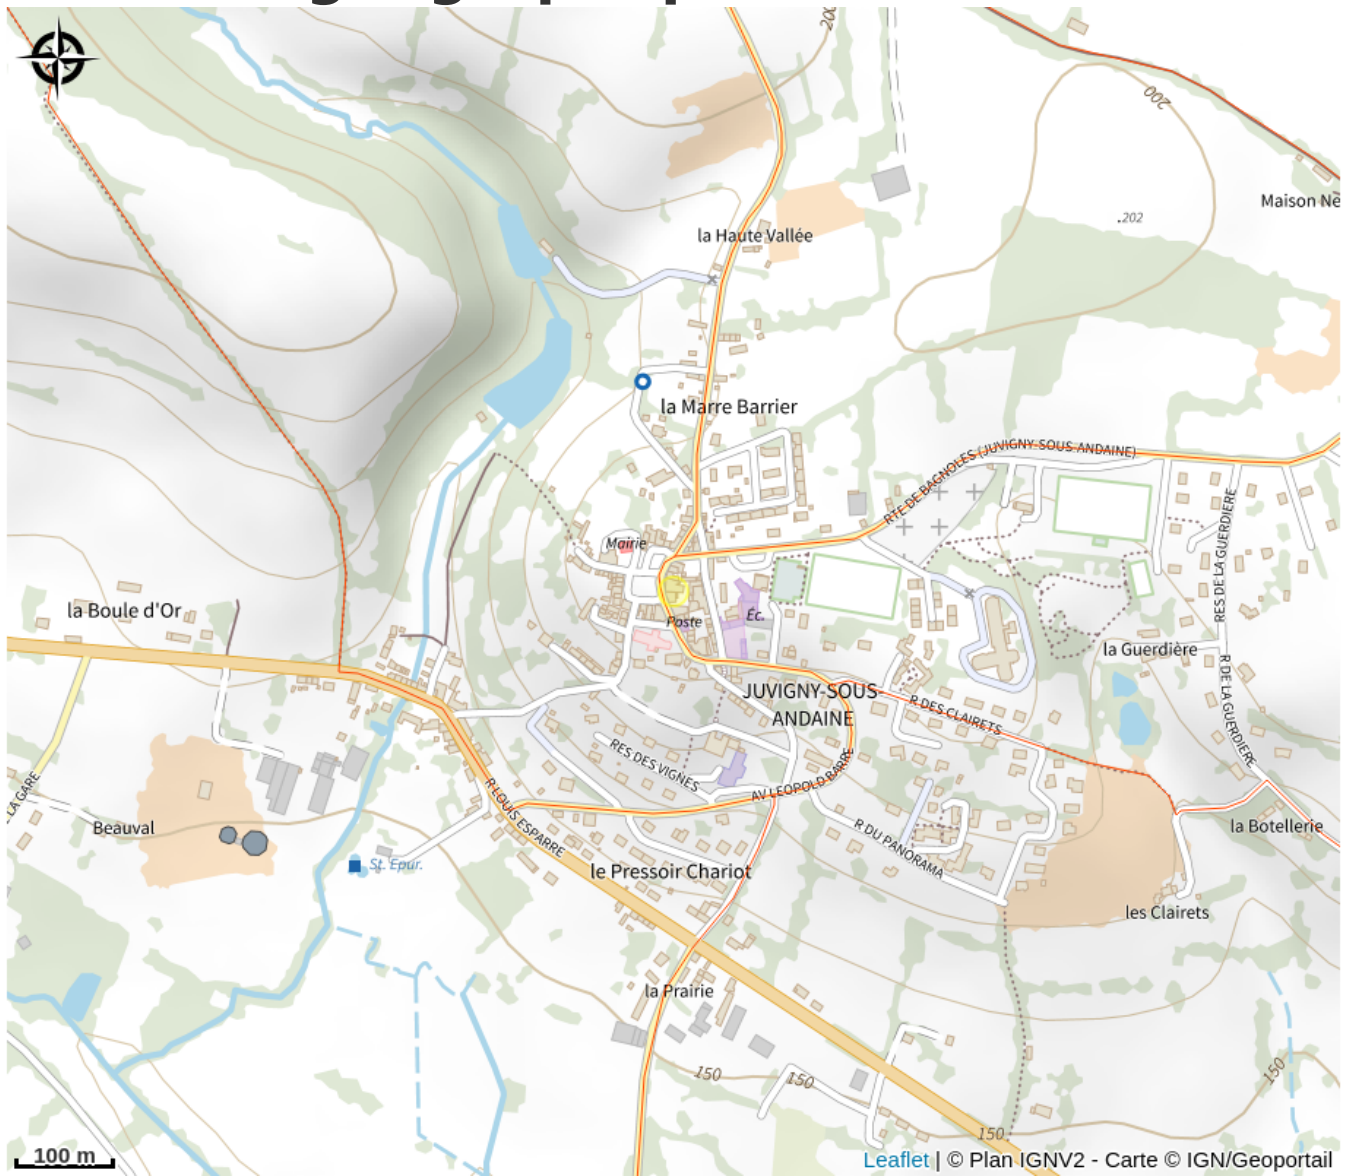 200
200
Maison Ne
.202
la Haute Vallée
la Marre Barrier
RTE DE BAGNOLES (JUVIGNY-SOUS-ANDAINE)
RES DE LA GUERDIERE
Mairie
la Boule d'Or
Éc.
Poste
la Guerdière
R DE LA GUERDIERE
JUVIGNY-SOUS-
ANDAINE
R DES CLAIRETS
RES DES VIGNES
AV LEOPOLD BARRE
LA GARE
R LOUIS ESPARRE
Beauval
la Botellerie
R DU PANORAMA
St. Epur.
le Pressoir Chariot
les Clairets
la Prairie
150
150
150
150
100 m
Leaflet | © Plan IGNV2 - Carte © IGN/Geoportail